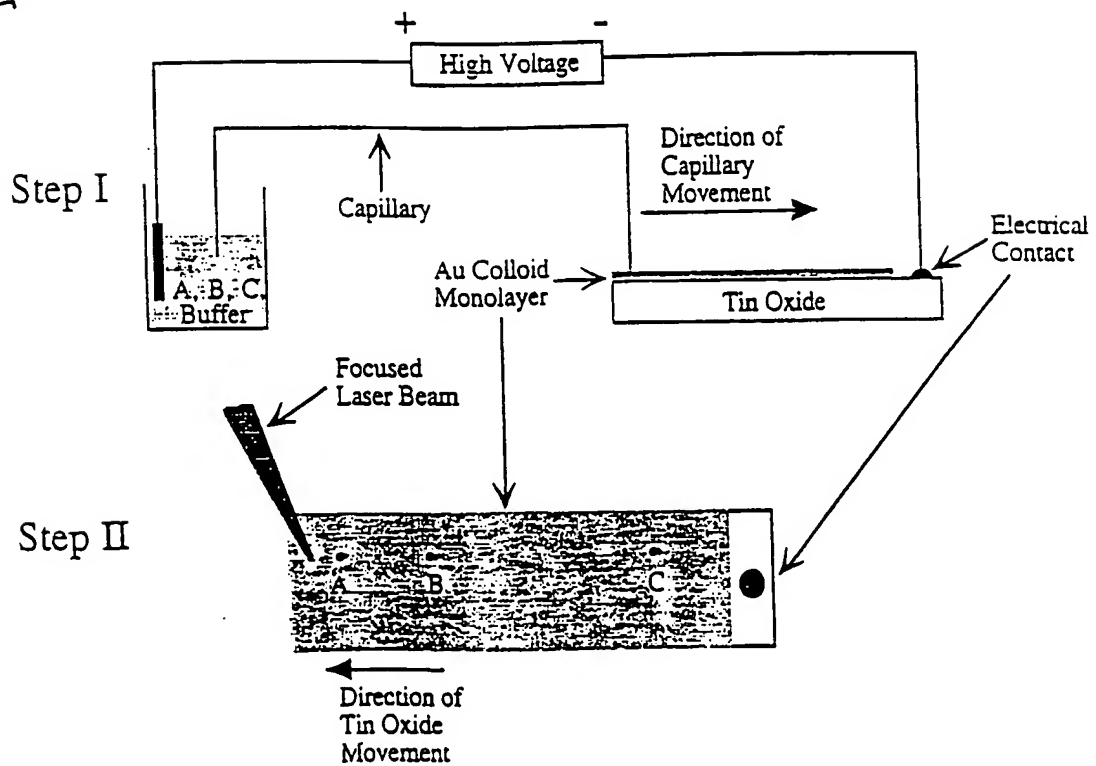 + -
High Voltage
Step I
Capillary
Direction of
Capillary
Movement
Electrical
Contact
Au Colloid
Monolayer
Tin Oxide
A, B, C,
Buffer
Focused
Laser Beam
Step II
A B C
Direction of
Tin Oxide
Movement